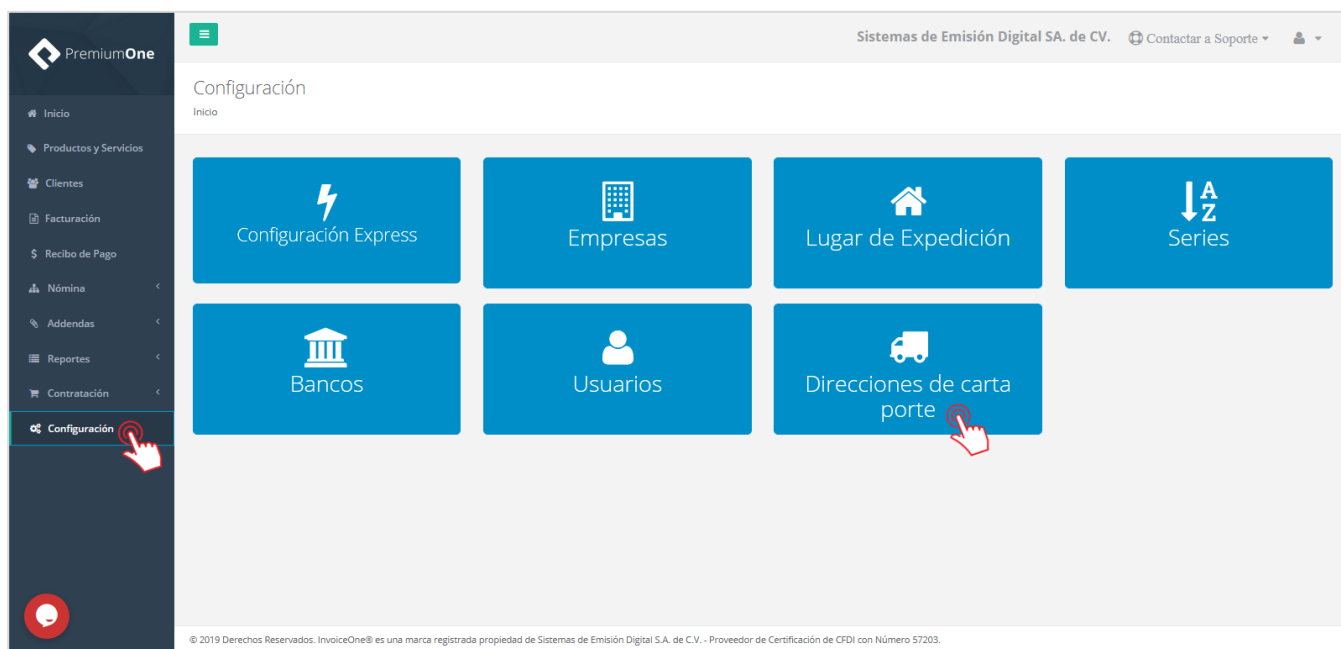 PremiumOne
Sistemas de Emisión Digital SA. de CV.
Contactar a Soporte
Configuración
Inicio
Inicio
Productos y Servicios
Clientes
Facturación
$ Recibo de Pago
Nómina
Addendas
Reportes
Contratación
Configuración
Configuración Express
Empresas
Lugar de Expedición
A
Z
Series
Bancos
Usuarios
Direcciones de carta
porte
© 2019 Derechos Reservados. InvoiceOne® es una marca registrada propiedad de Sistemas de Emisión Digital S.A. de C.V. - Proveedor de Certificación de CFDI con Número 57203.